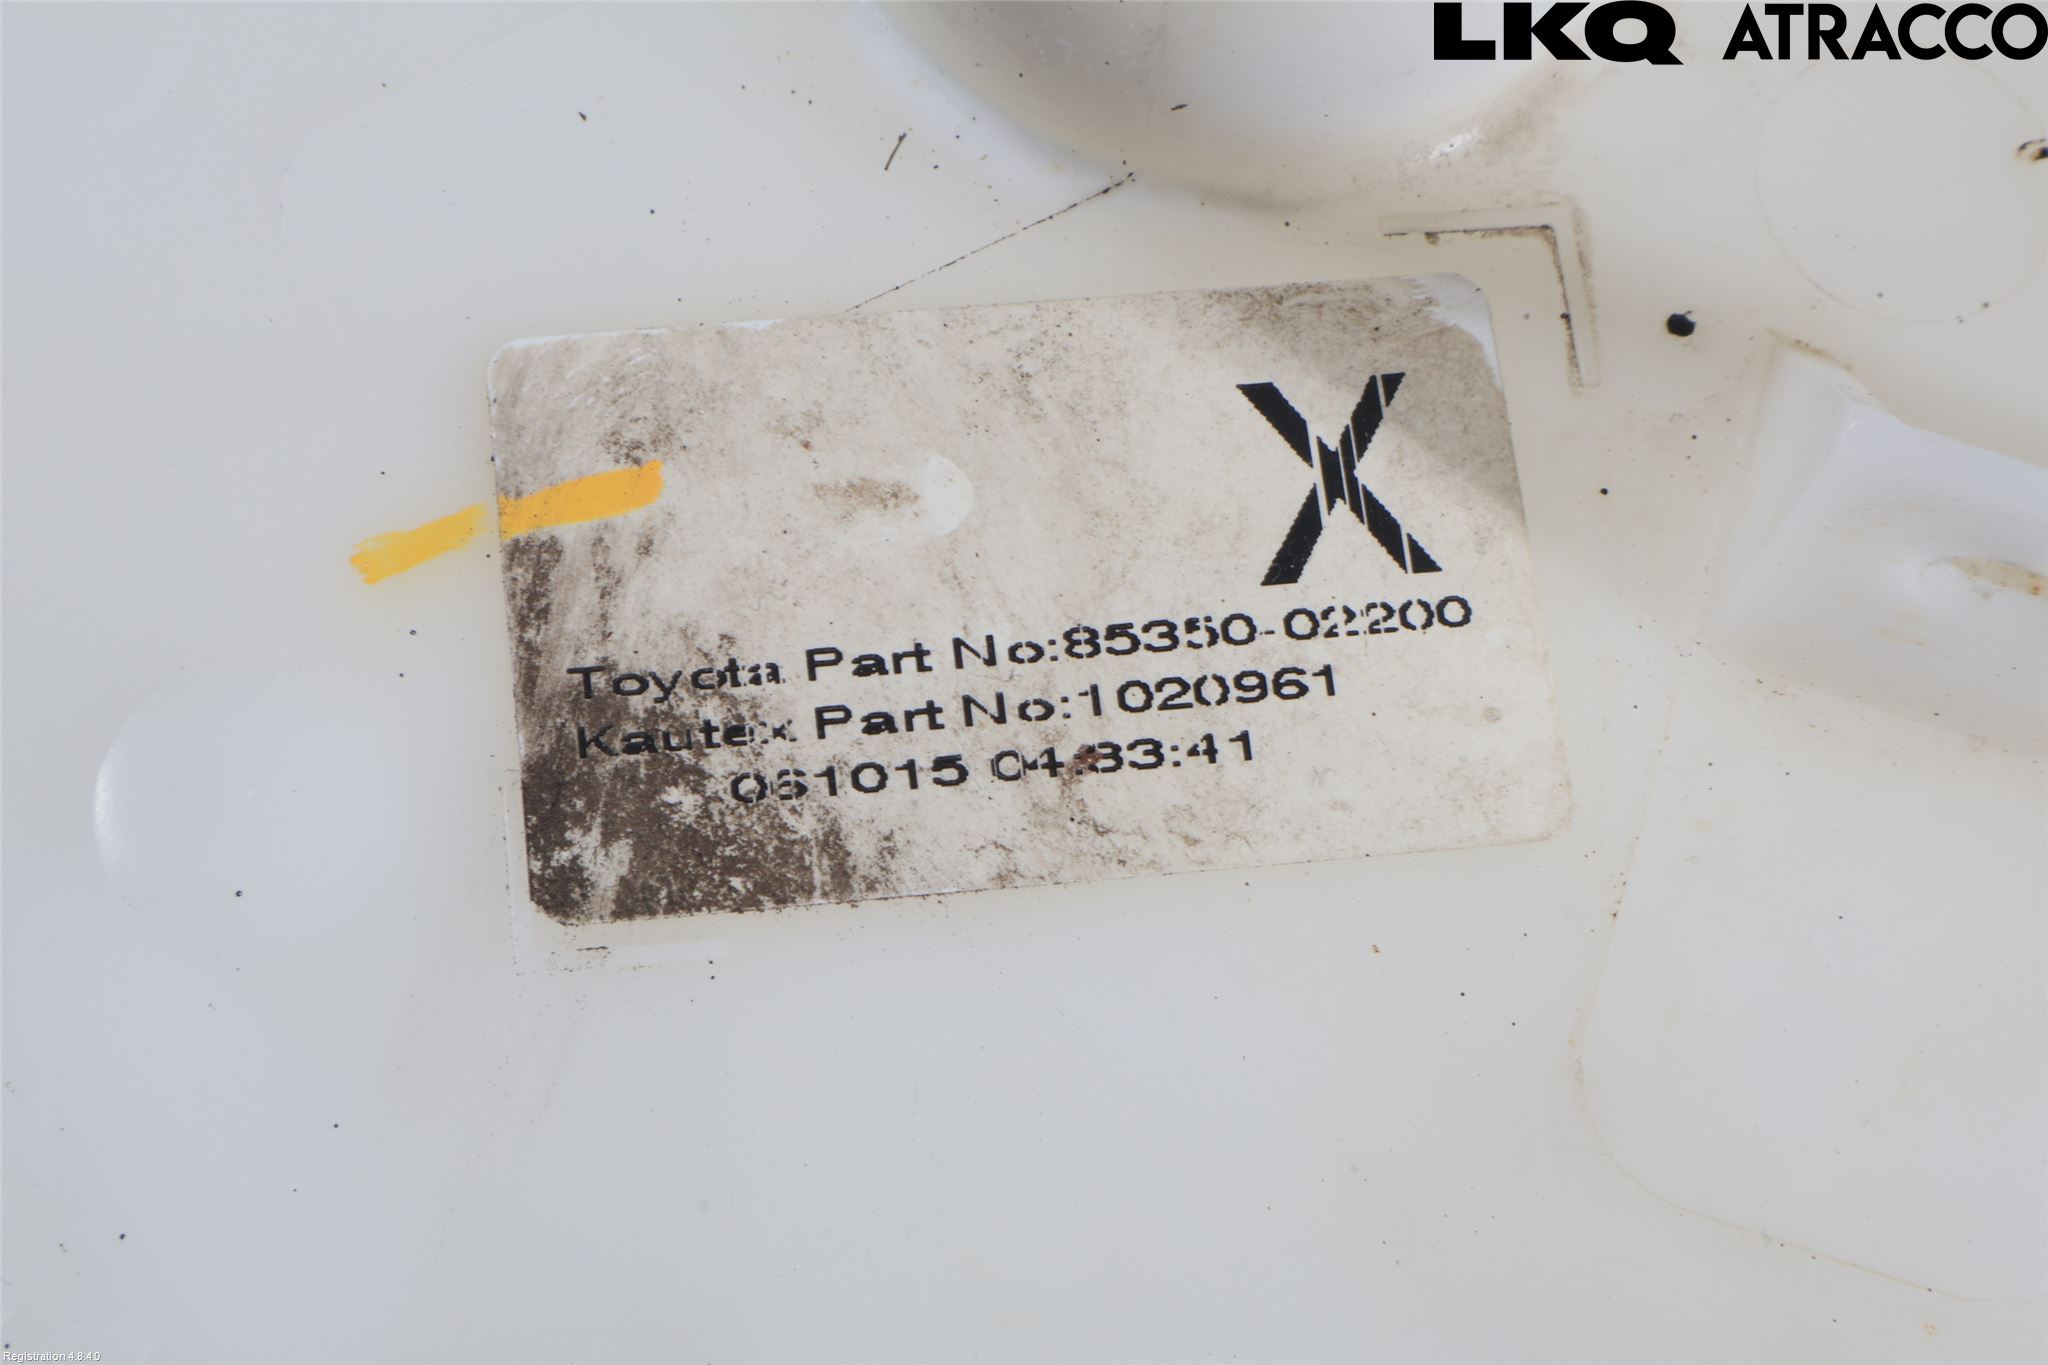 LKQ ATRACCO
X
Toyota Part No:85350-02200
Kautex Part No:1020961
061015 04:33:41
Registration 4.8.4.0